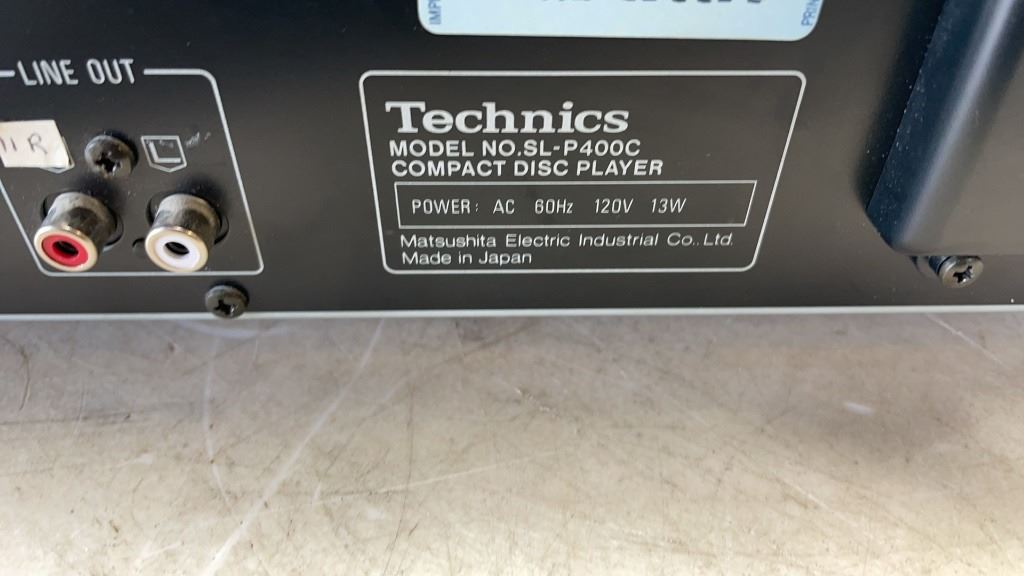 LINE OUT
R
L
Technics
MODEL NO.SL-P400C
COMPACT DISC PLAYER
POWER: AC 60Hz 120V 13W
Matsushita Electric Industrial Co., Ltd.
Made in Japan